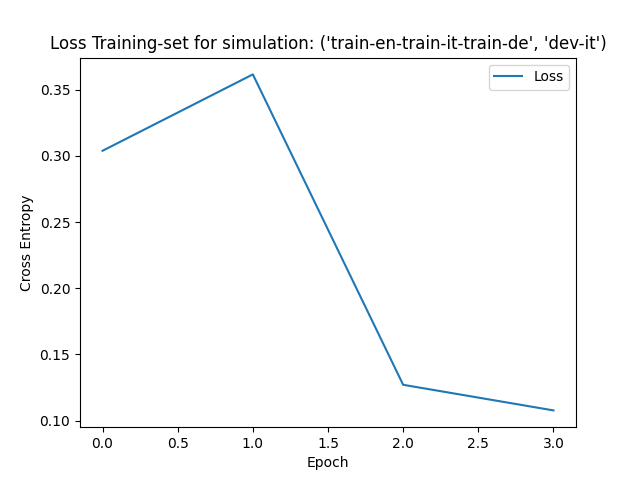 Loss Training-set for simulation: ('train-en-train-it-train-de', 'dev-it')
Loss
0.35
0.30
0.25
0.20
0.15
0.10
Cross Entropy
0.0 0.5 1.0 1.5 2.0 2.5 3.0
Epoch